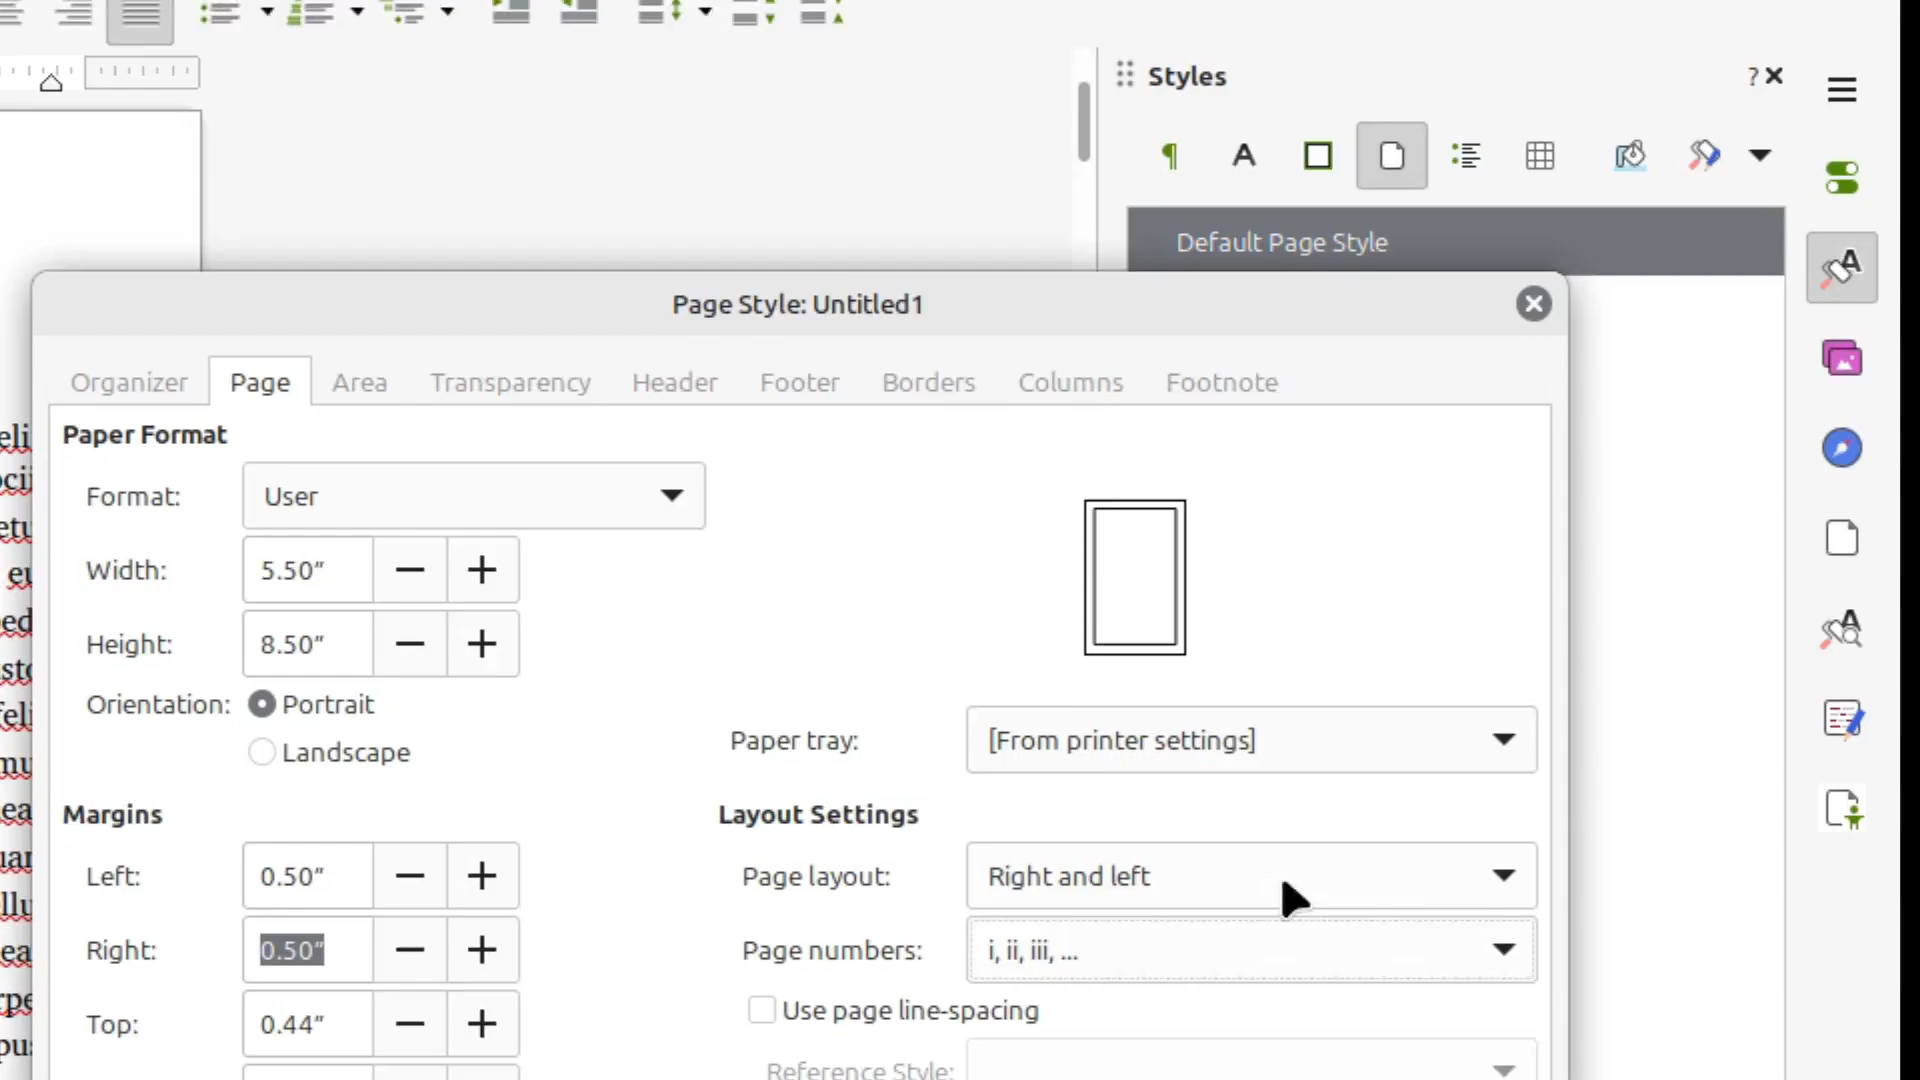 Styles
?
A
Default Page Style
Page Style: Untitled1
Organizer Page Area Transparency Header Footer Borders Columns Footnote
Paper Format
Format: User
Width: 5.50″
Height: 8.50″
Orientation: Portrait
Landscape
Paper tray: [From printer settings]
Margins
Layout Settings
Left: 0.50″
Page layout: Right and left
Right: 0.50″
Page numbers: i, ii, iii, ...
Use page line-spacing
Top: 0.44″
Reference Style: